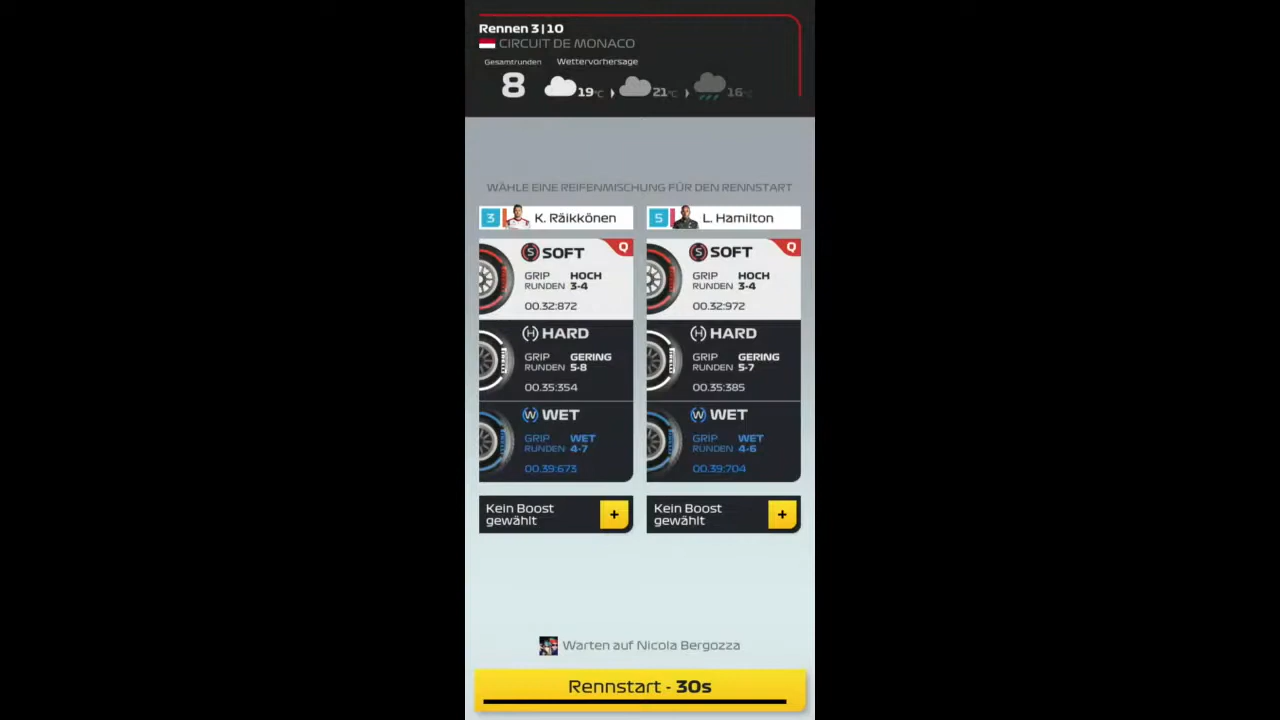 Rennen 3|10
CIRCUIT DE MONACO
Gesamtrunden Wettervorhersage
8 19°C 21°C 16°C
WÄHLE EINE REIFENMISCHUNG FÜR DEN RENNSTART
3 K. Räikkönen
S SOFT Q
GRIP HOCH
RUNDEN 3-4
00.32:872
H HARD
GRIP GERING
RUNDEN 5-8
00.35:354
W WET
GRIP WET
RUNDEN 4-7
00.39:673
Kein Boost
gewählt +
5 L. Hamilton
S SOFT Q
GRIP HOCH
RUNDEN 3-4
00.32:972
H HARD
GRIP GERING
RUNDEN 5-7
00.35:385
W WET
GRIP WET
RUNDEN 4-6
00.39:704
Kein Boost
gewählt +
Warten auf Nicola Bergozza
Rennstart - 30s